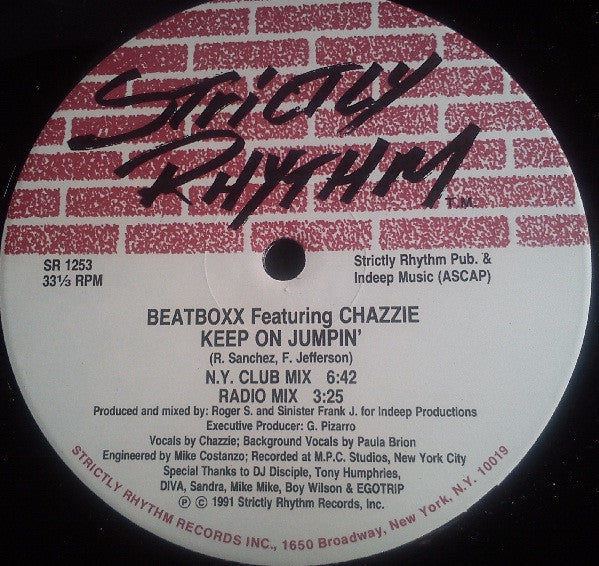 STRICTLY
RHYTHM
T.M.
SR 1253
33⅓ RPM
Strictly Rhythm Pub. &
Indeep Music (ASCAP)
BEATBOXX Featuring CHAZZIE
KEEP ON JUMPIN'
(R. Sanchez, F. Jefferson)
N.Y. CLUB MIX 6:42
RADIO MIX 3:25
Produced and mixed by: Roger S. and Sinister Frank J. for Indeep Productions
Executive Producer: G. Pizarro
Vocals by Chazzie; Background Vocals by Paula Brion
Engineered by Mike Costanzo; Recorded at M.P.C. Studios, New York City
Special Thanks to DJ Disciple, Tony Humphries,
DIVA, Sandra, Mike Mike, Boy Wilson & EGOTRIP
℗ © 1991 Strictly Rhythm Records, Inc.
STRICTLY RHYTHM RECORDS INC., 1650 Broadway, New York, N.Y. 10019